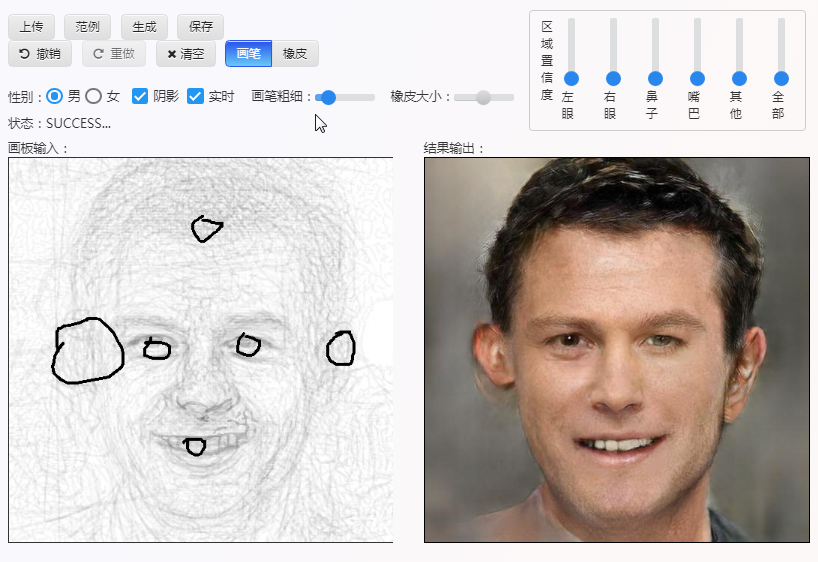 上传 范例 生成 保存
撤销 重做 清空 画笔 橡皮
性别：男 女 阴影 实时 画笔粗细： 橡皮大小：
状态：SUCCESS...
区域置信度
左眼 右眼 鼻子 嘴巴 其他 全部
画板输入：
结果输出：